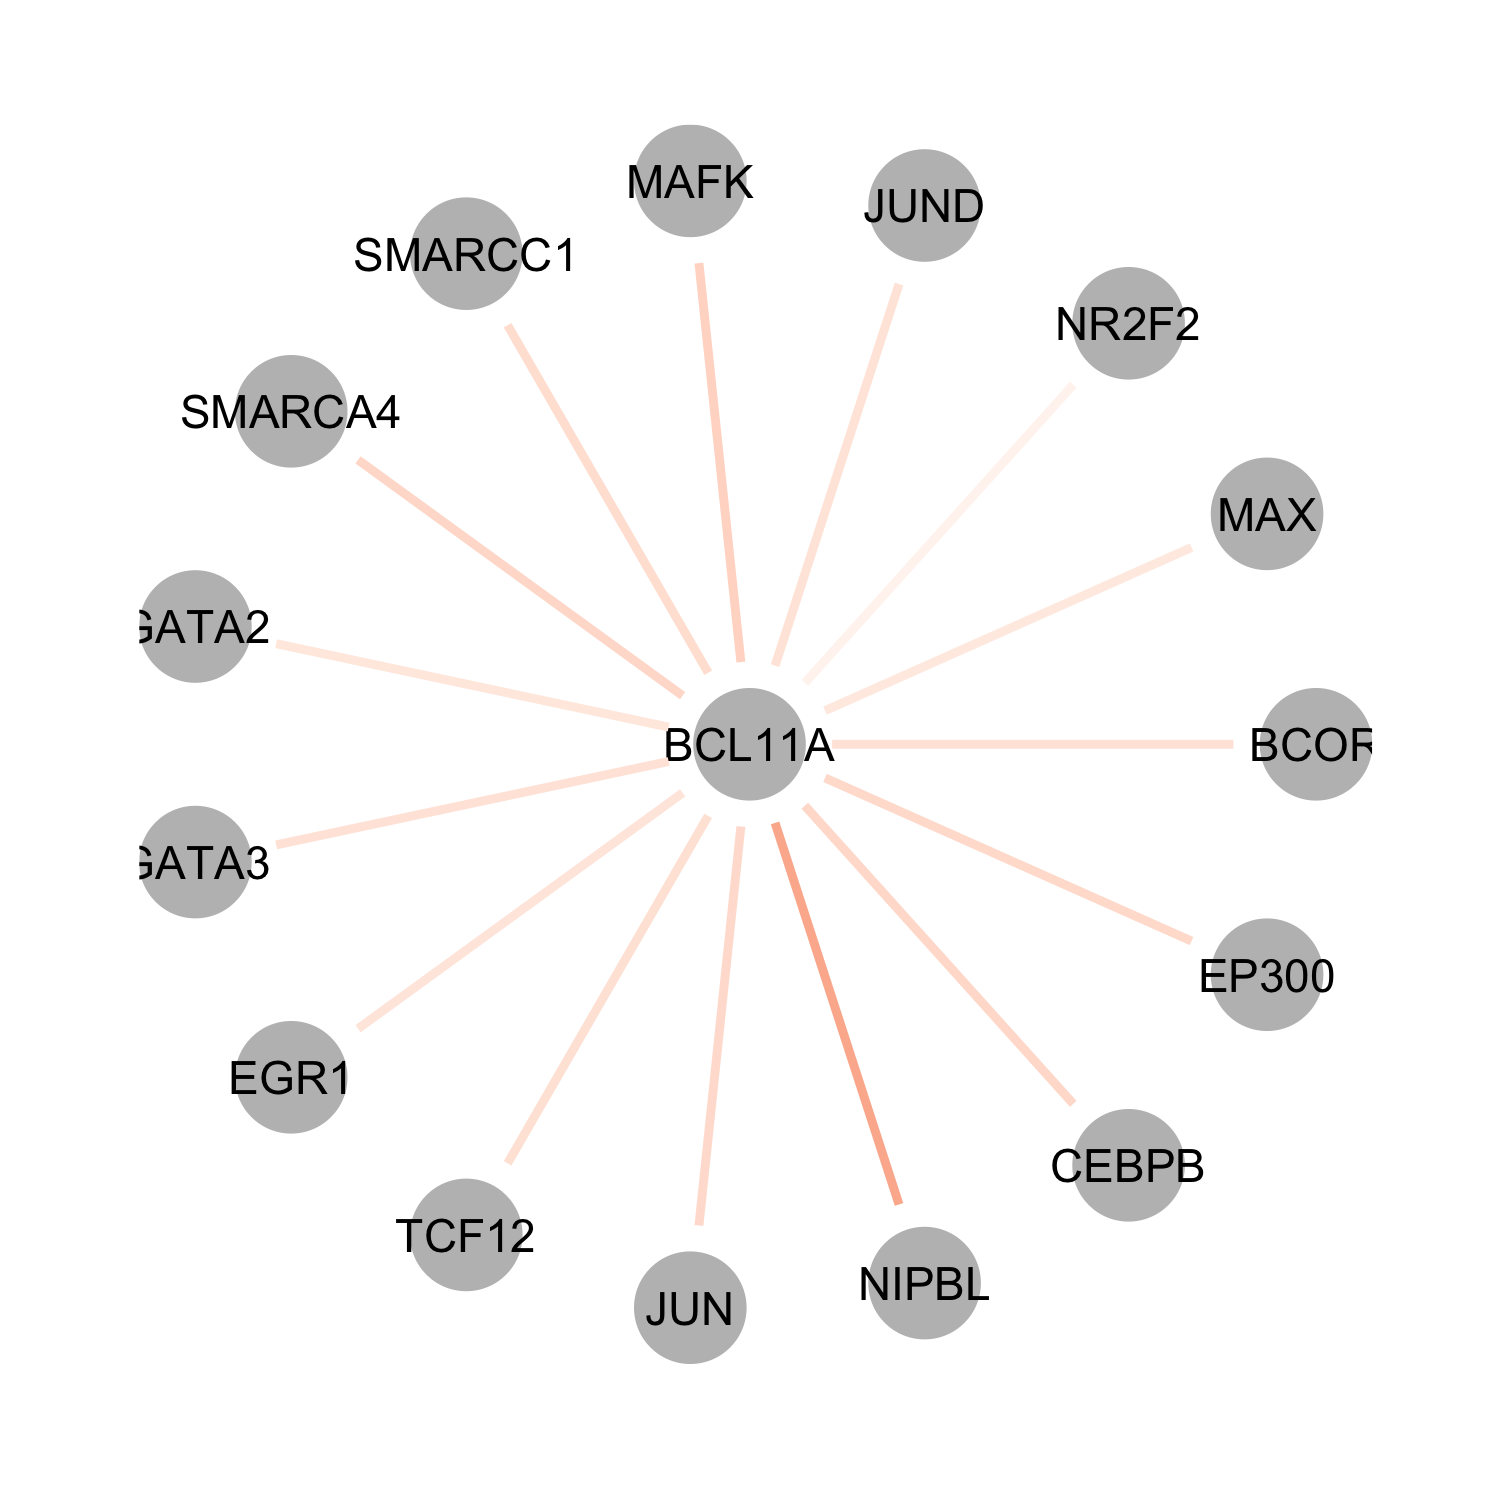 MAFK
JUND
SMARCC1
NR2F2
SMARCA4
MAX
GATA2
BCL11A
BCOR
GATA3
EP300
EGR1
CEBPB
TCF12
NIPBL
JUN